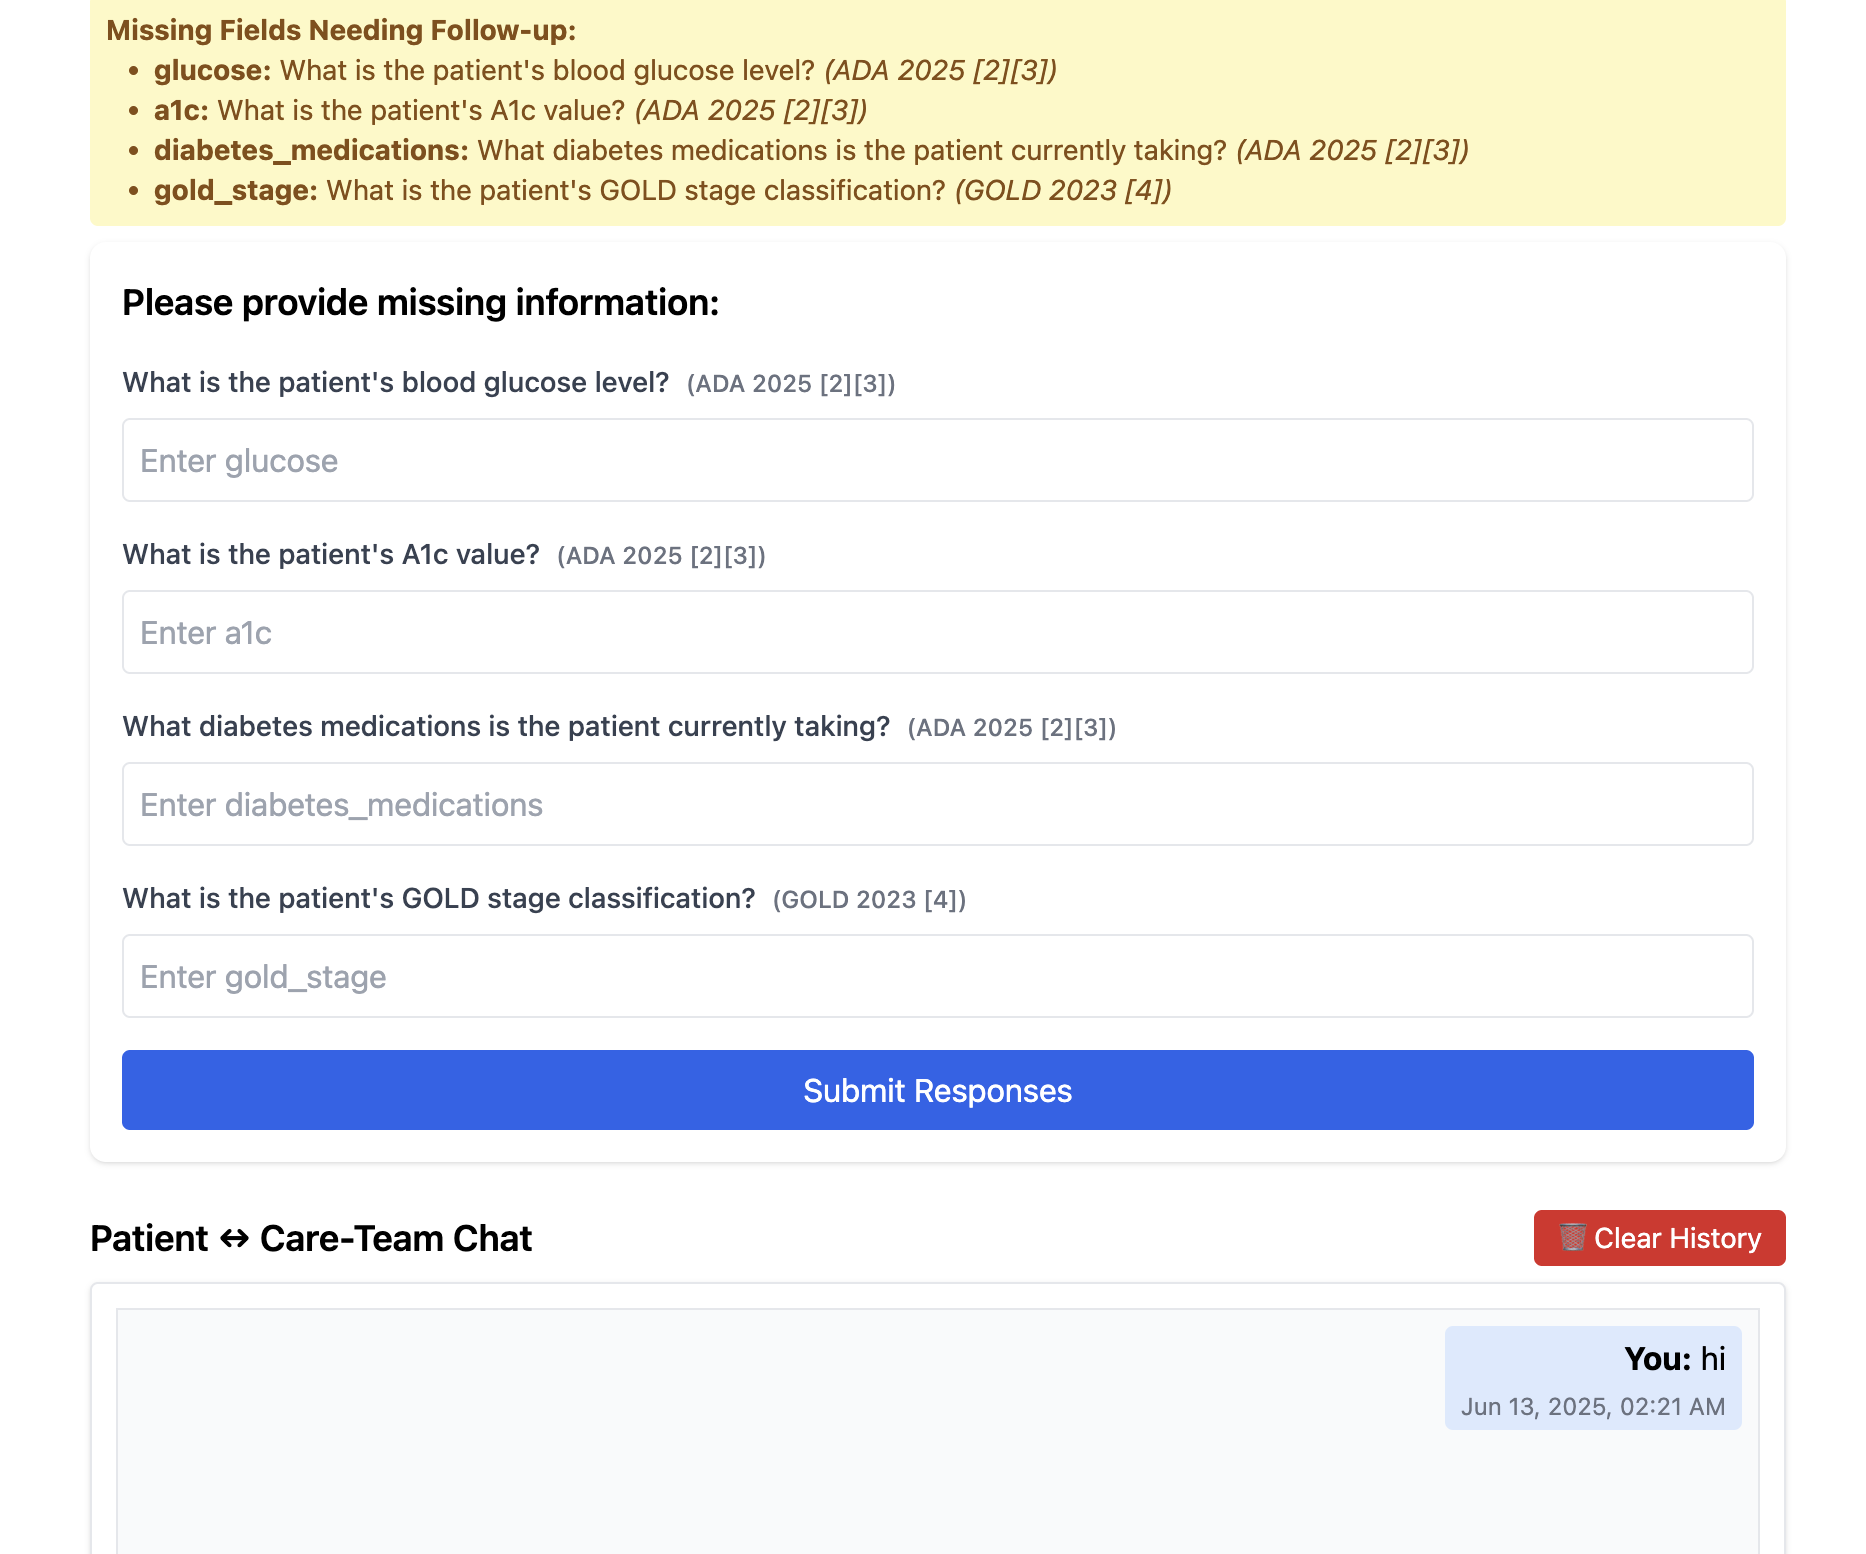 Missing Fields Needing Follow-up:
• glucose: What is the patient's blood glucose level? (ADA 2025 [2][3])
• a1c: What is the patient's A1c value? (ADA 2025 [2][3])
• diabetes_medications: What diabetes medications is the patient currently taking? (ADA 2025 [2][3])
• gold_stage: What is the patient's GOLD stage classification? (GOLD 2023 [4])
Please provide missing information:
What is the patient's blood glucose level? (ADA 2025 [2][3])
Enter glucose
What is the patient's A1c value? (ADA 2025 [2][3])
Enter a1c
What diabetes medications is the patient currently taking? (ADA 2025 [2][3])
Enter diabetes_medications
What is the patient's GOLD stage classification? (GOLD 2023 [4])
Enter gold_stage
Submit Responses
Patient ↔ Care-Team Chat
🗑️ Clear History
You: hi
Jun 13, 2025, 02:21 AM